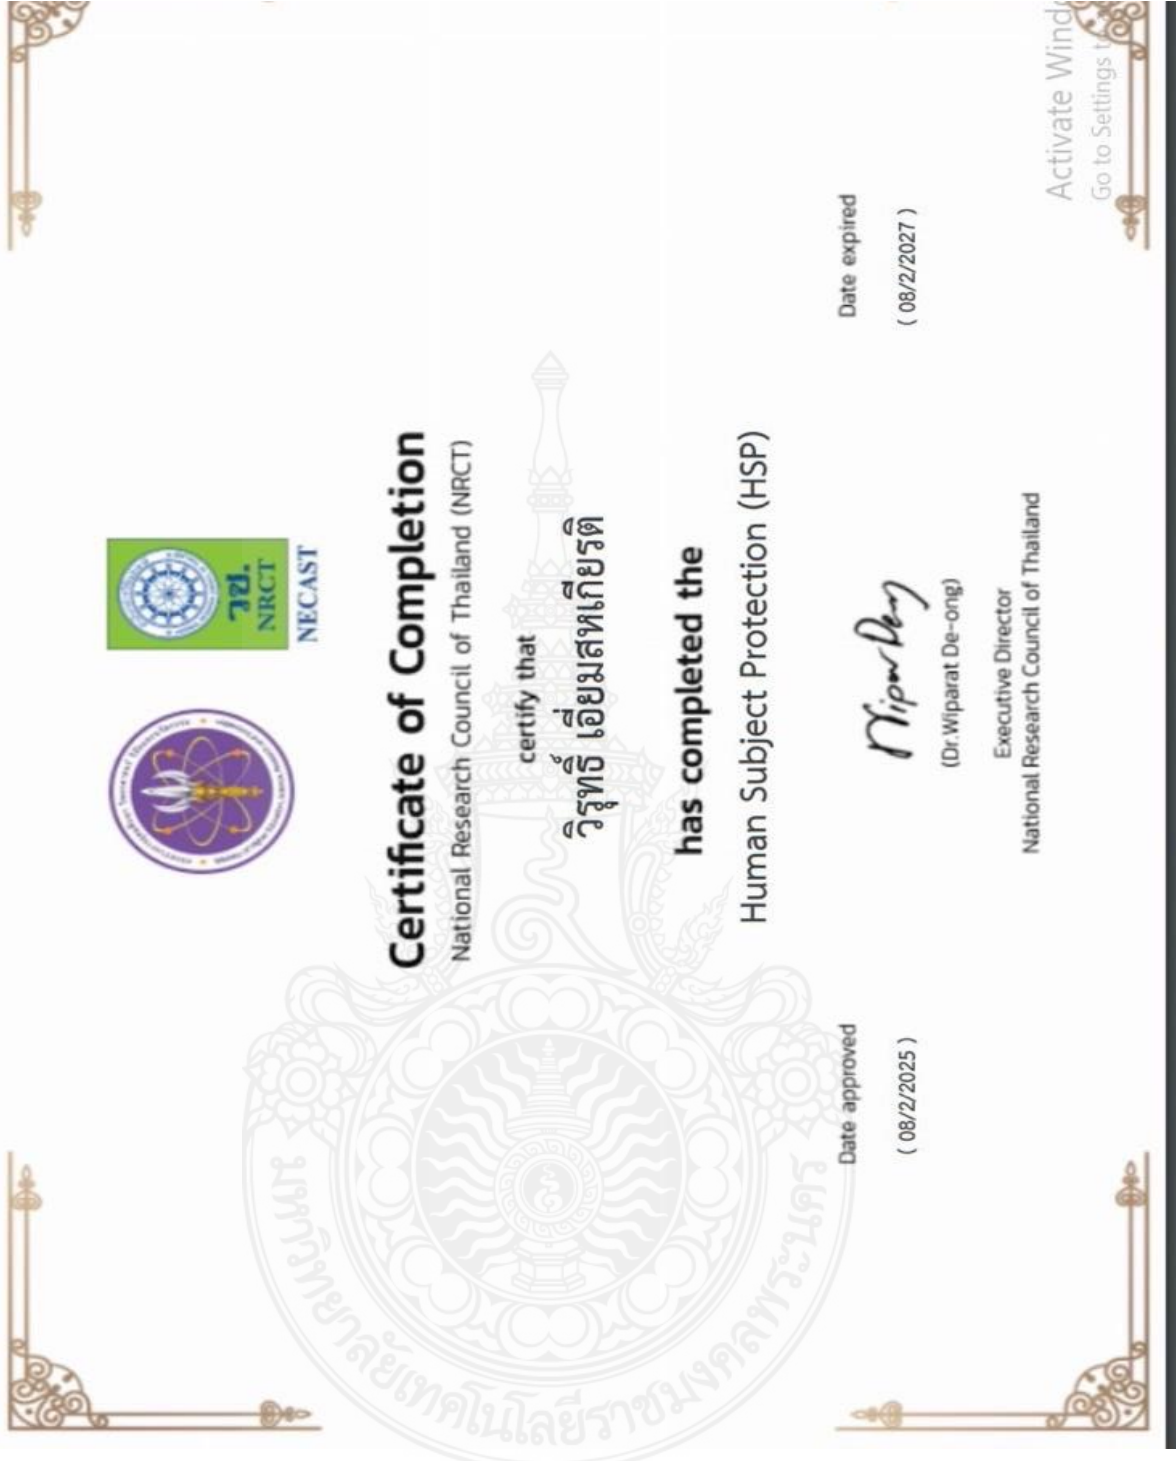 วช.
NRCT
NECAST
Certificate of Completion
National Research Council of Thailand (NRCT)
certify that
วิรุทธิ์ เอี่ยมสหเกียรติ
has completed the
Human Subject Protection (HSP)
Date approved
( 08/2/2025 )
Date expired
( 08/2/2027 )
(Dr.Wiparat De-ong)
Executive Director
National Research Council of Thailand
Activate Wind
Go to Settings t
มหาวิทยาลัยเทคโนโลยีราชมงคลพระนคร